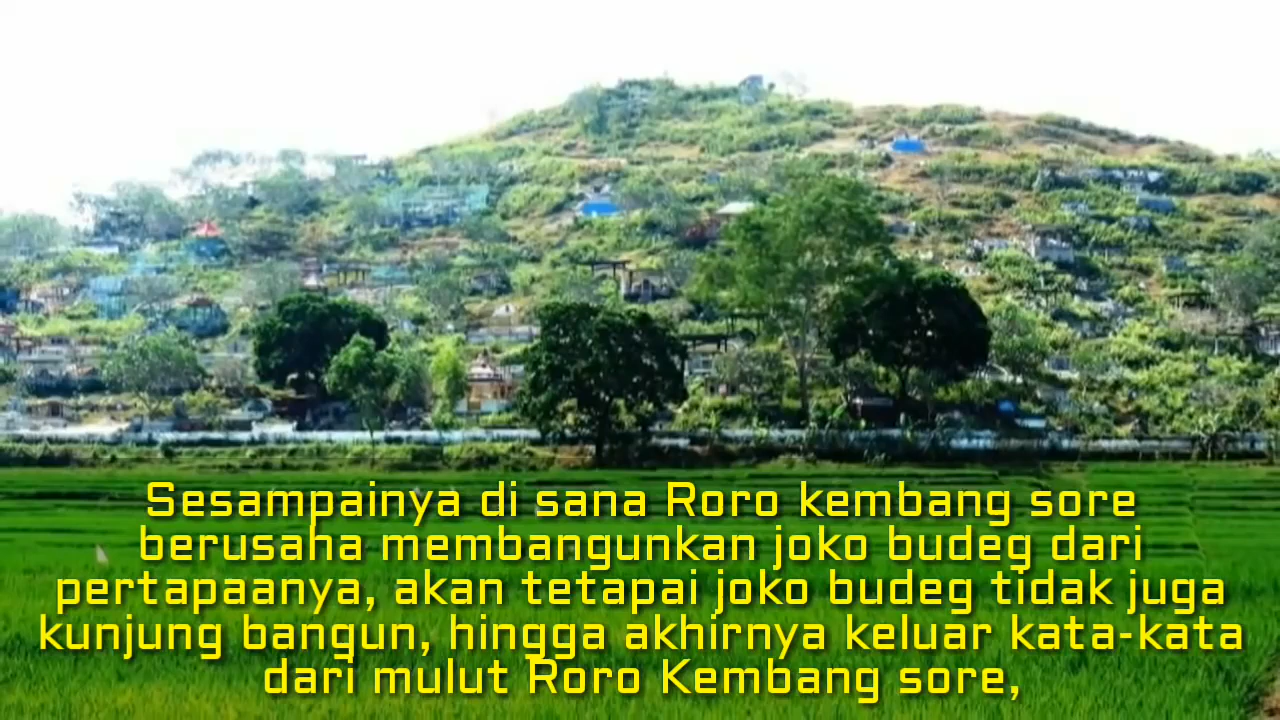 Sesampainya di sana Roro kembang sore
berusaha membangunkan joko budeg dari
pertapaanya, akan tetapai joko budeg tidak juga
kunjung bangun, hingga akhirnya keluar kata-kata
dari mulut Roro Kembang sore,